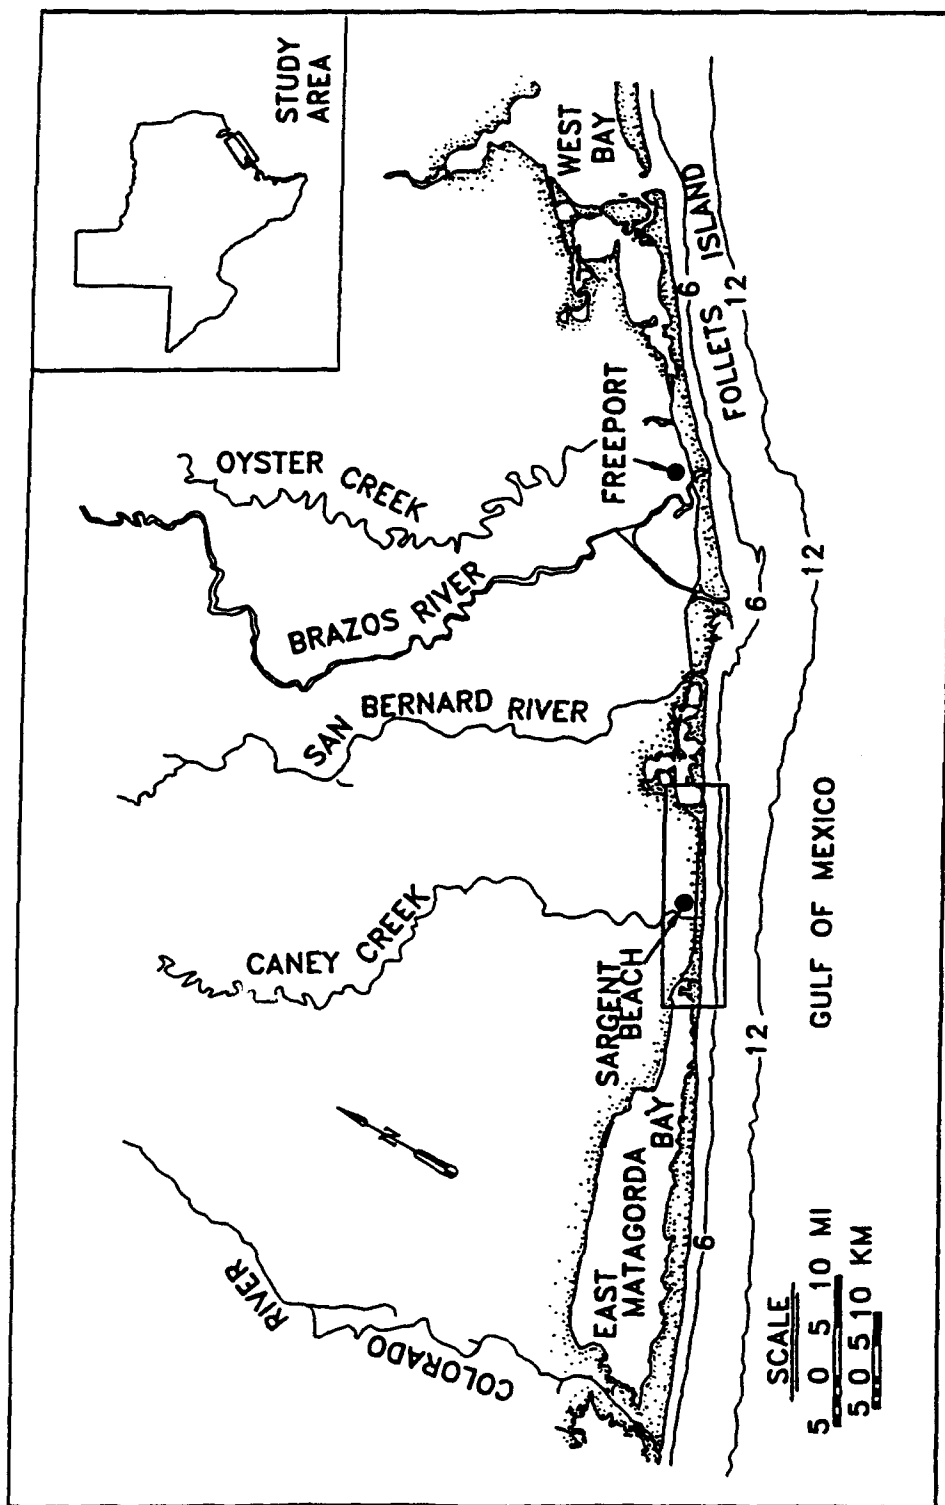 STUDY
AREA
WEST
BAY
OYSTER
CREEK
FREEPORT
FOLLETS
ISLAND
6
12
BRAZOS RIVER
SAN BERNARD RIVER
6
12
CANEY CREEK
SARGENT
BEACH
GULF OF MEXICO
N
COLORADO RIVER
EAST
MATAGORDA
BAY
6
12
SCALE
5 0 5 10 MI
5 0 5 10 KM